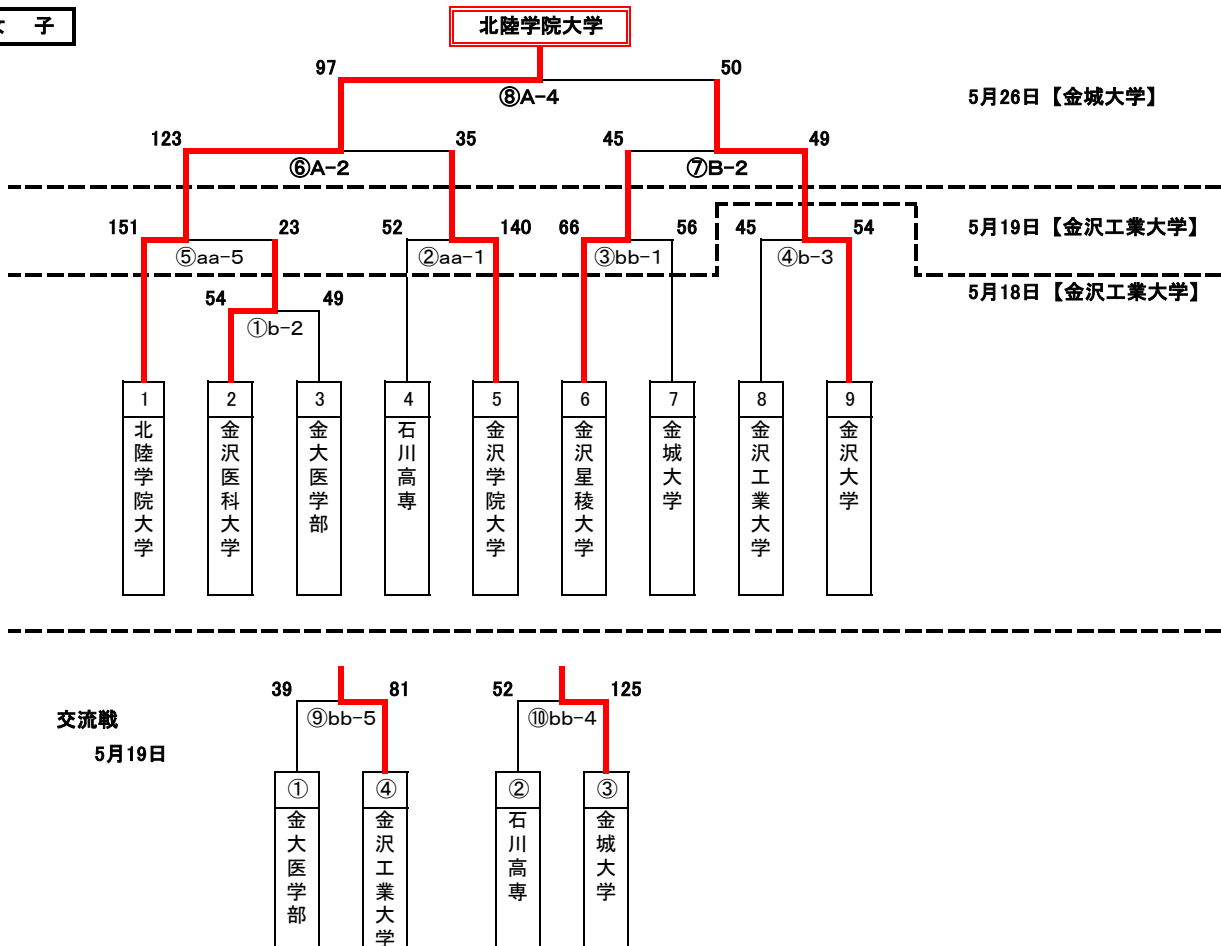 子
北陸学院大学
97
50
⑧A-4
5月26日【金城大学】
123
35
45
49
⑥A-2
⑦B-2
151
23
52
140
66
56
45
54
5月19日【金沢工業大学】
⑤aa-5
②aa-1
③bb-1
④b-3
5月18日【金沢工業大学】
54
49
①b-2
1
2
3
4
5
6
7
8
9
北陸学院大学
金沢医科大学
金大医学部
石川高専
金沢学院大学
金沢星稜大学
金城大学
金沢工業大学
金沢大学
39
81
52
125
交流戦
⑨bb-5
⑩bb-4
5月19日
①
④
②
③
金大医学部
金沢工業大学
石川高専
金城大学